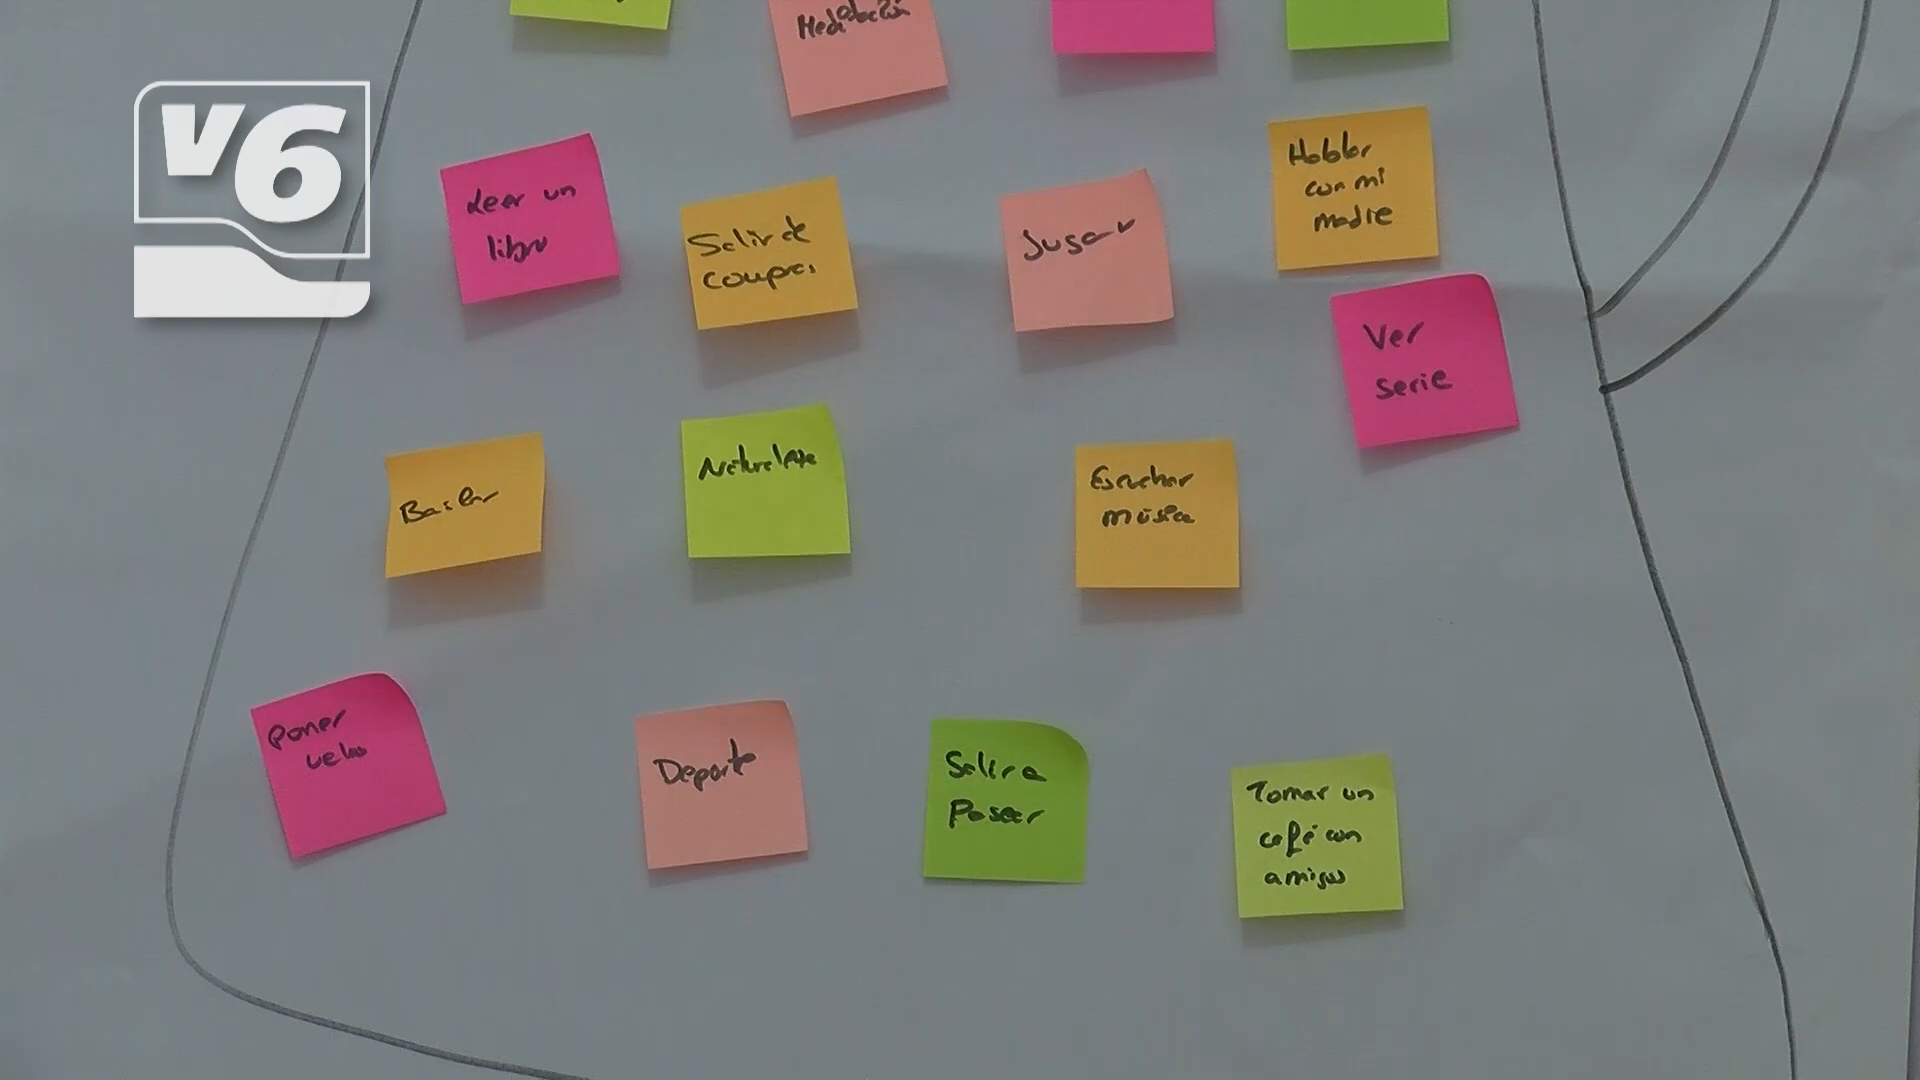 Meditación
v6
Leer un
libro
Salir de
compras
Jugar
Hablar
con mi
madre
Ver
serie
Bailar
Naturaleza
Escuchar
música
Poner
velas
Deporte
Salir a
Pasear
Tomar un
café con
amigos